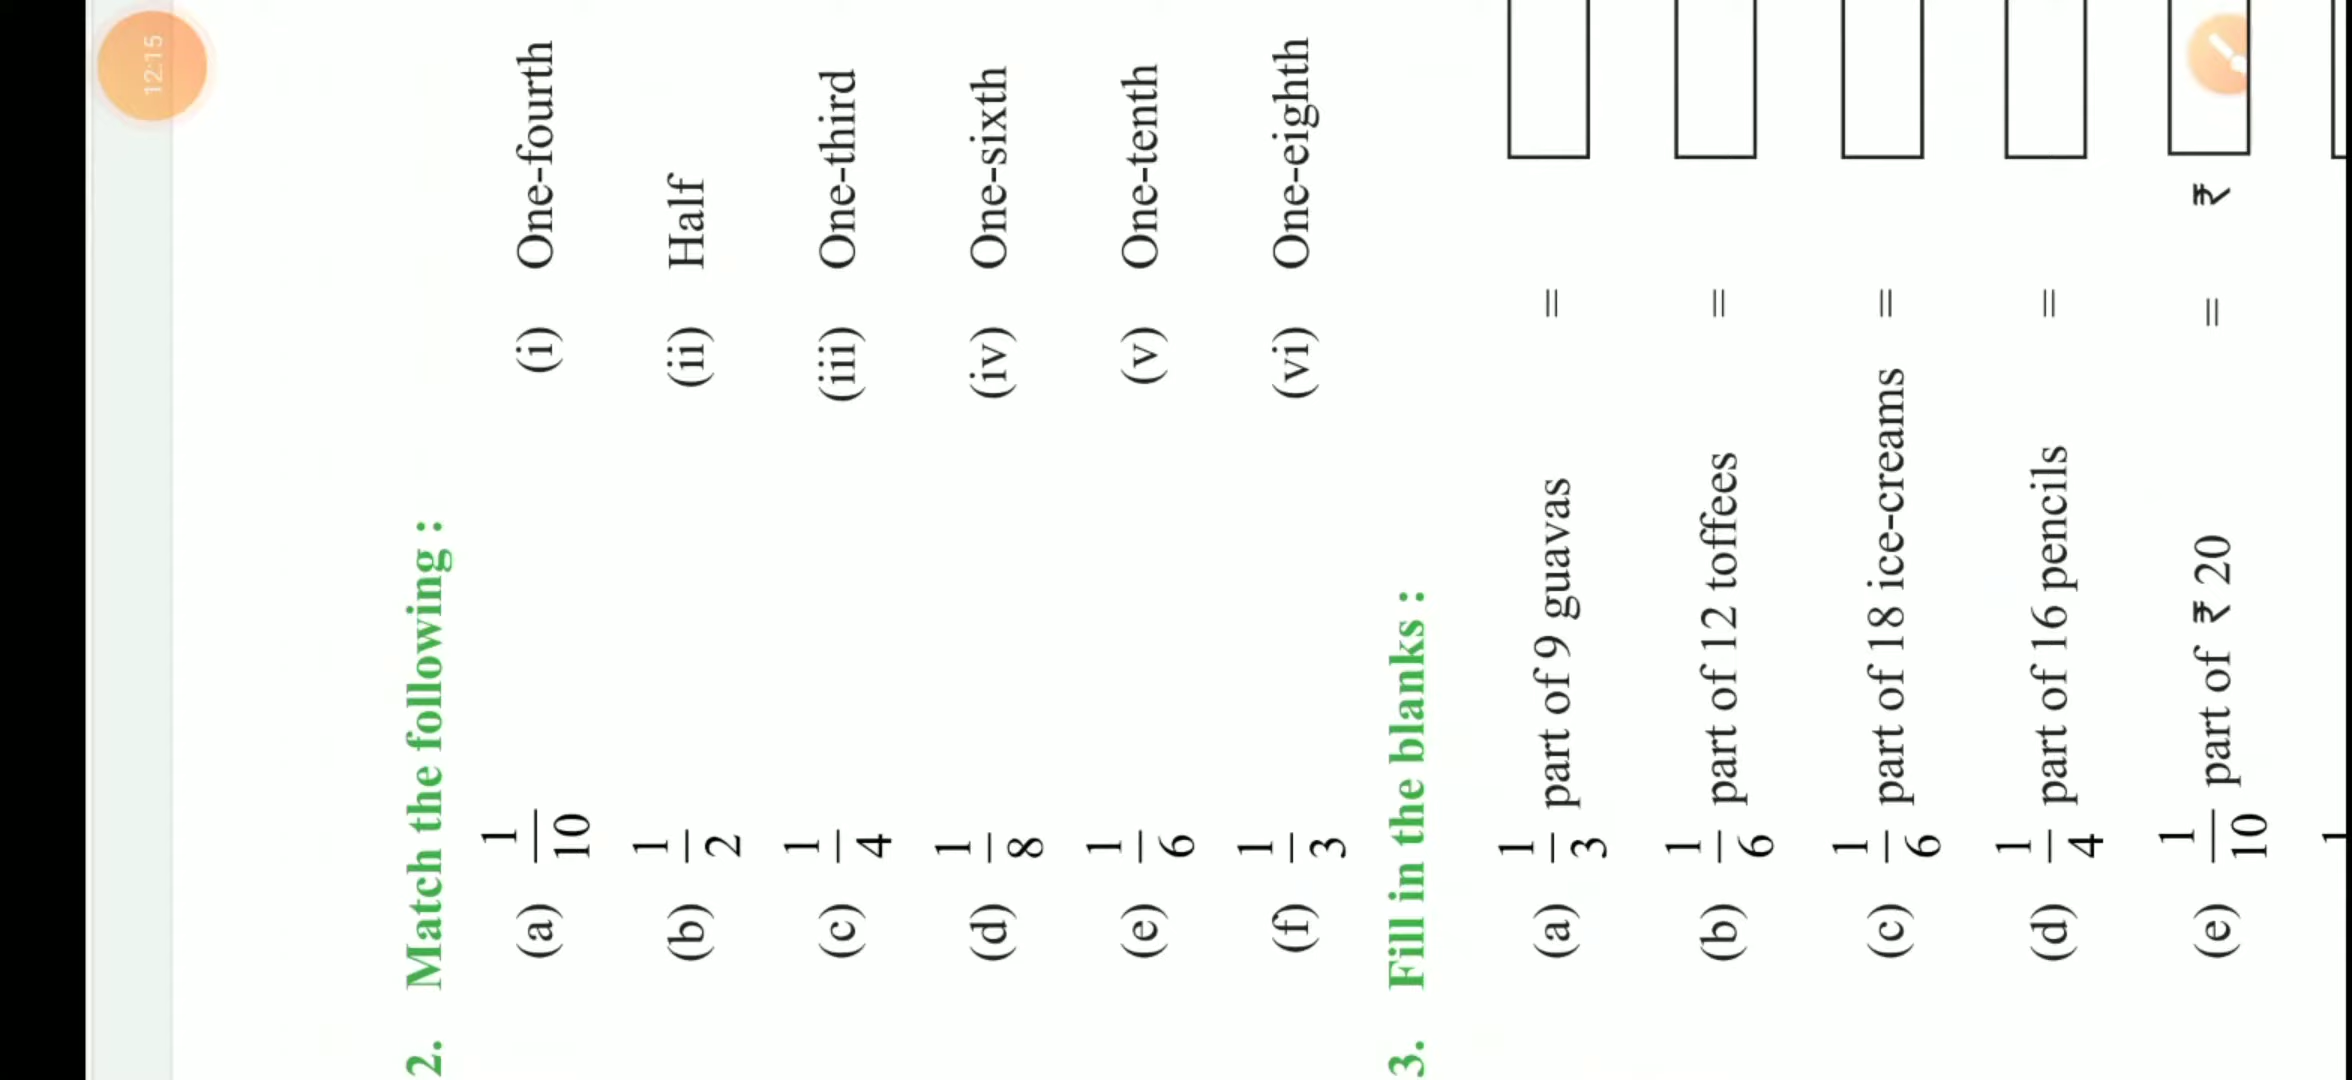 12:15
2. Match the following :
(a) 1/10 (i) One-fourth
(b) 1/2 (ii) Half
(c) 1/4 (iii) One-third
(d) 1/8 (iv) One-sixth
(e) 1/6 (v) One-tenth
(f) 1/3 (vi) One-eighth
3. Fill in the blanks :
(a) 1/3 part of 9 guavas =
(b) 1/6 part of 12 toffees =
(c) 1/6 part of 18 ice-creams =
(d) 1/4 part of 16 pencils =
(e) 1/10 part of ₹ 20 = ₹
1